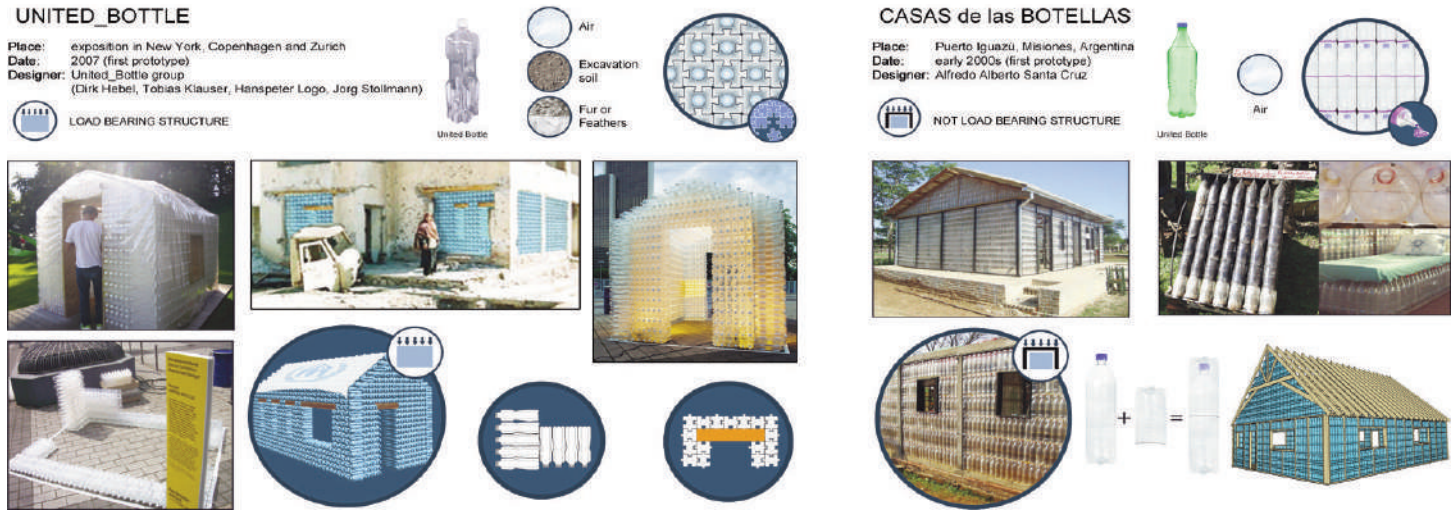 UNITED_BOTTLE
Place: exposition in New York, Copenhagen and Zurich
Date: 2007 (first prototype)
Designer: United_Bottle group
(Dirk Hebel, Tobias Klauser, Hanspeter Logo, Jorg Stollmann)
LOAD BEARING STRUCTURE
United Bottle
Air
Excavation
soil
Fur or
Feathers
CASAS de las BOTELLAS
Place: Puerto Iguazú, Misiones, Argentina
Date: early 2000s (first prototype)
Designer: Alfredo Alberto Santa Cruz
NOT LOAD BEARING STRUCTURE
United Bottle
Air
+
=